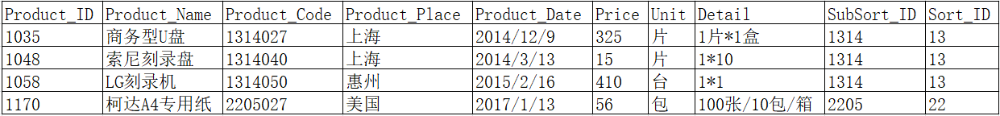 Product_ID Product_Name Product_Code Product_Place Product_Date Price Unit Detail SubSort_ID Sort_ID
1035 商务型U盘 1314027 上海 2014/12/9 325 片 1片*1盒 1314 13
1048 索尼刻录盘 1314040 上海 2014/3/13 15 片 1*10 1314 13
1058 LG刻录机 1314050 惠州 2015/2/16 410 台 1*1 1314 13
1170 柯达A4专用纸 2205027 美国 2017/1/13 56 包 100张/10包/箱 2205 22